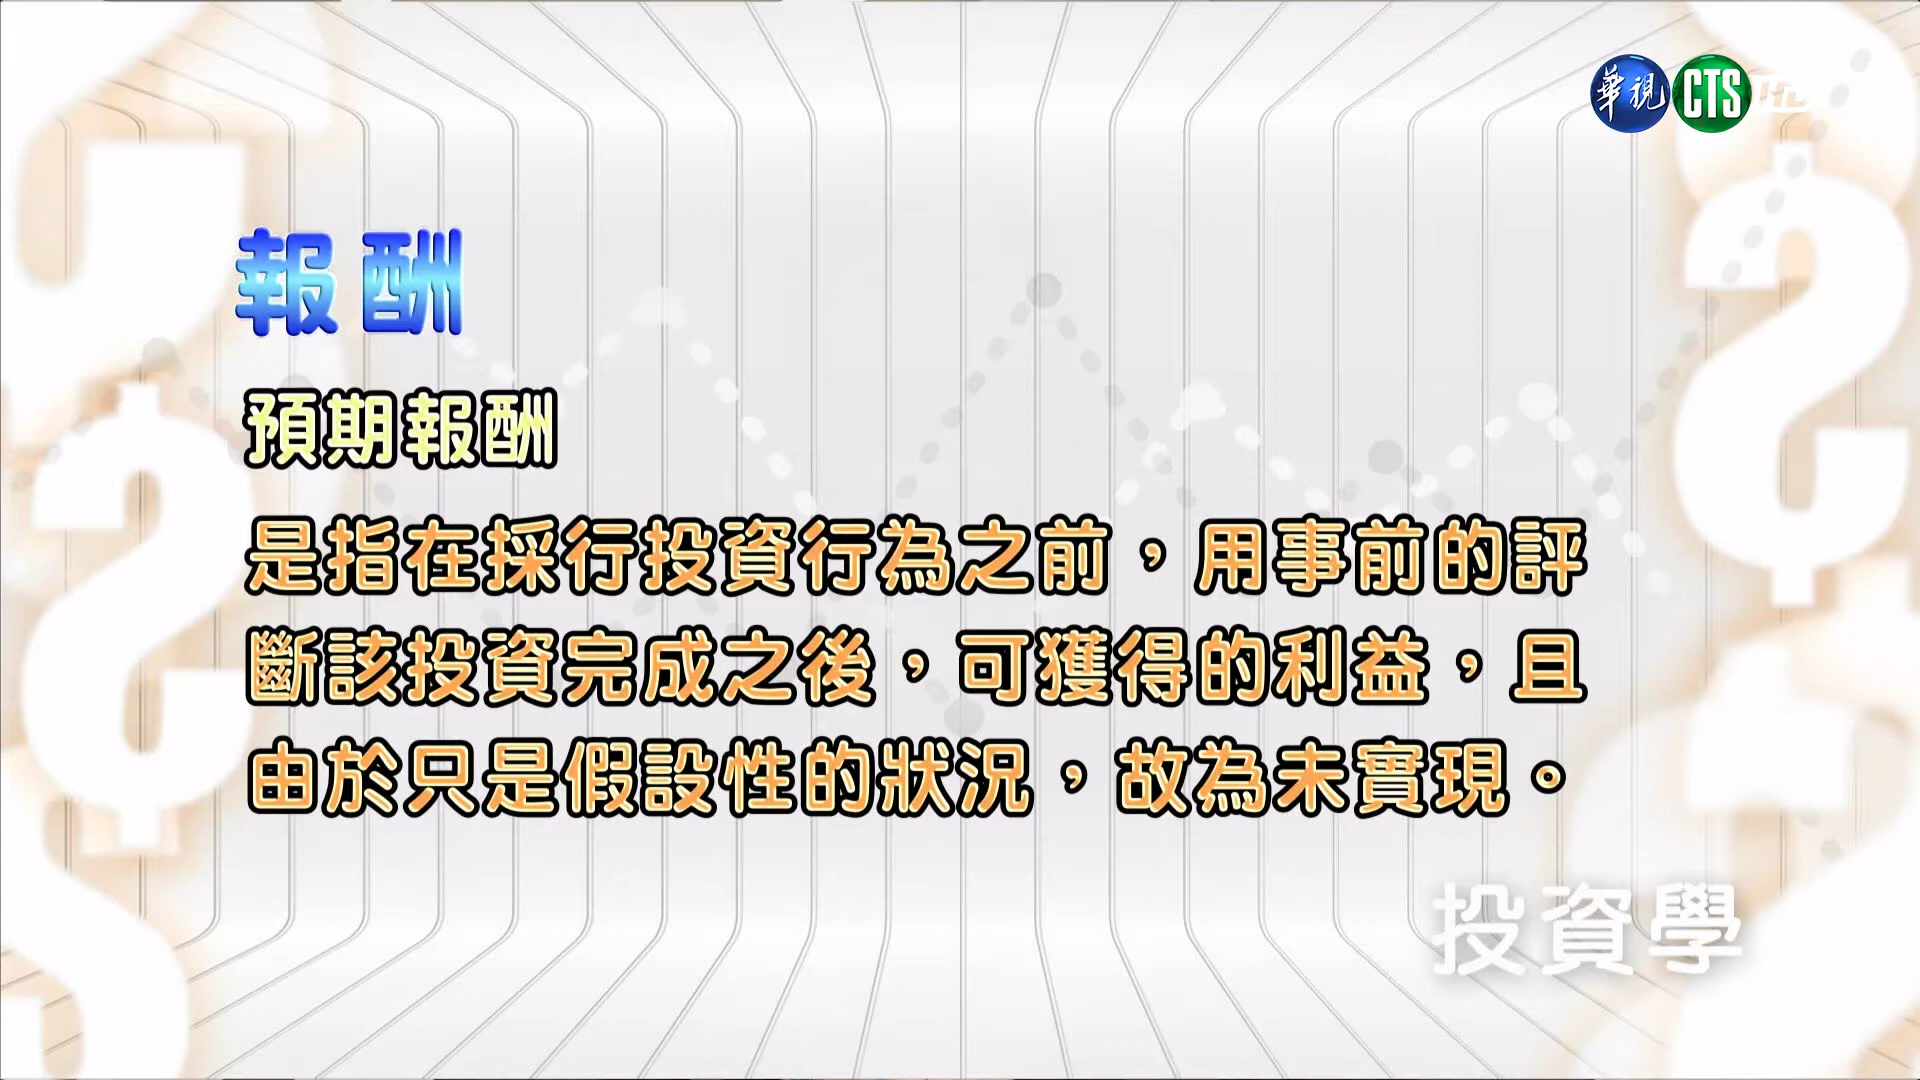 華視 CTS
報酬
預期報酬
是指在採行投資行為之前，用事前的評
斷該投資完成之後，可獲得的利益，且
由於只是假設性的狀況，故為未實現。
投資學